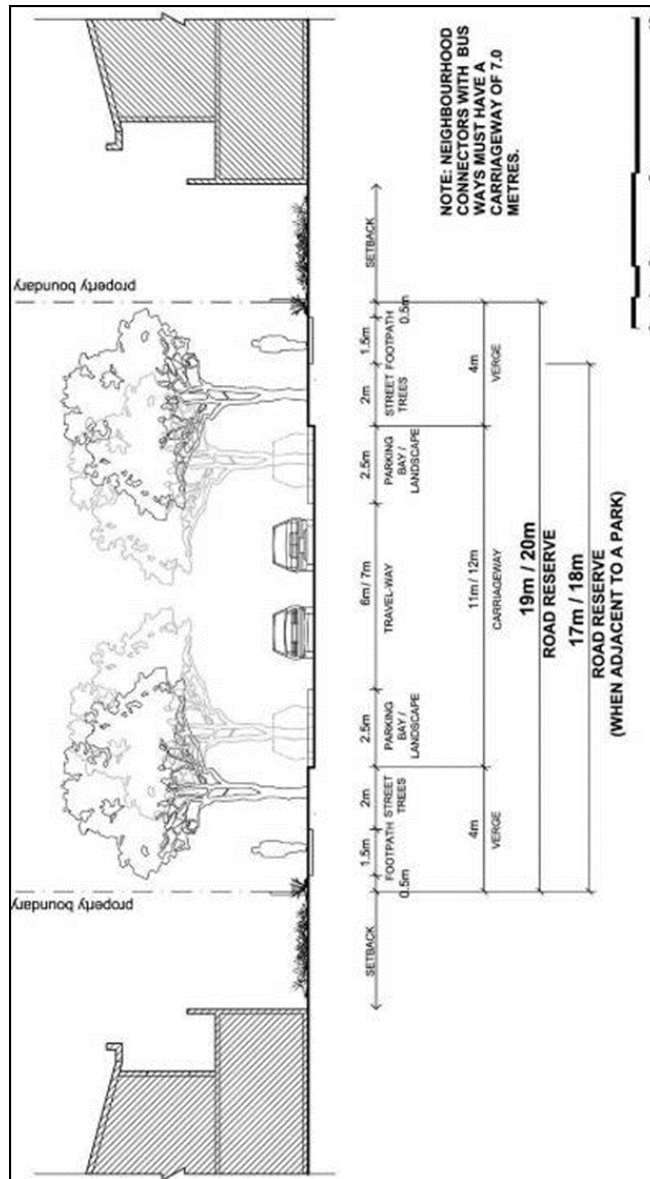 property boundary
property boundary
SETBACK
0.5m
1.5m
FOOTPATH
2m
STREET
TREES
2.5m
PARKING
BAY /
LANDSCAPE
6m/ 7m
TRAVEL-WAY
2.5m
PARKING
BAY /
LANDSCAPE
2m
STREET
TREES
1.5m
FOOTPATH
0.5m
SETBACK
4m
VERGE
11m/ 12m
CARRIAGEWAY
4m
VERGE
19m / 20m
ROAD RESERVE
17m / 18m
ROAD RESERVE
(WHEN ADJACENT TO A PARK)
NOTE: NEIGHBOURHOOD
CONNECTORS WITH BUS
WAYS MUST HAVE A
CARRIAGEWAY OF 7.0
METRES.